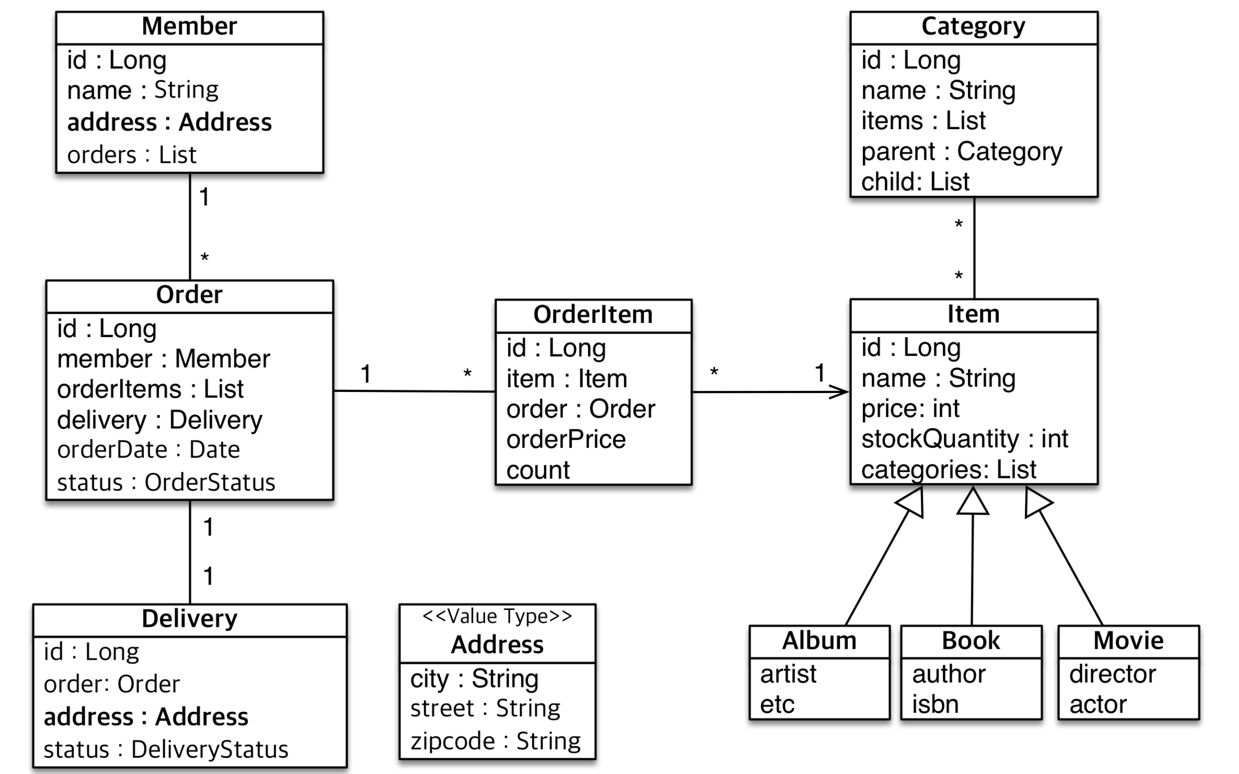 Member
id : Long
name : String
address : Address
orders : List
1
*
Order
id : Long
member : Member
orderItems : List
delivery : Delivery
orderDate : Date
status : OrderStatus
1
*
1
1
Delivery
id : Long
order: Order
address : Address
status : DeliveryStatus
OrderItem
id : Long
item : Item
order : Order
orderPrice
count
*
1
<<Value Type>>
Address
city : String
street : String
zipcode : String
Category
id : Long
name : String
items : List
parent : Category
child: List
*
*
Item
id : Long
name : String
price: int
stockQuantity : int
categories: List
Album
artist
etc
Book
author
isbn
Movie
director
actor